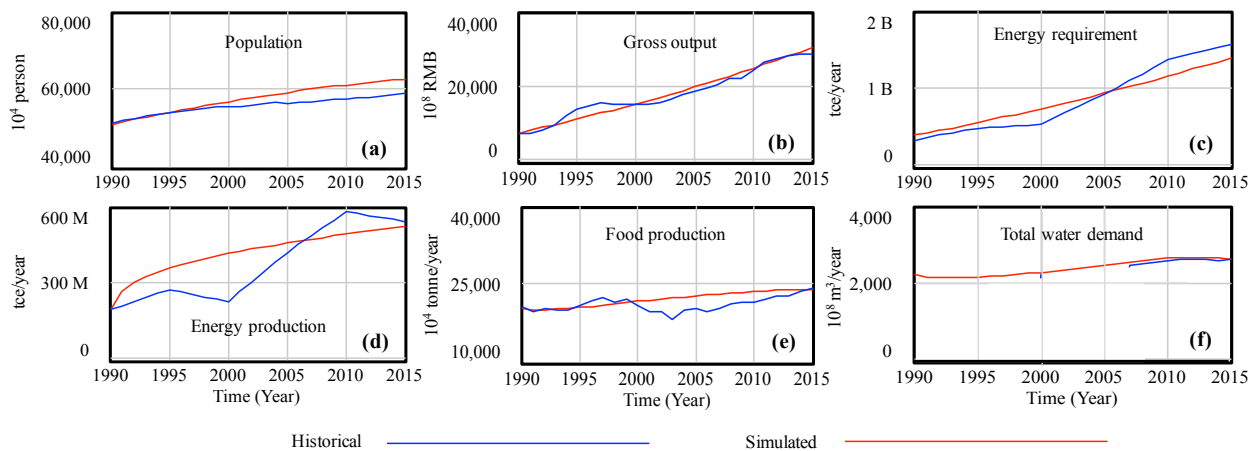 80,000
60,000
40,000
10⁴ person
Population
(a)
1990 1995 2000 2005 2010 2015
40,000
20,000
0
10⁸ RMB
Gross output
(b)
1990 1995 2000 2005 2010 2015
2 B
1 B
0
tce/year
Energy requirement
(c)
1990 1995 2000 2005 2010 2015
600 M
300 M
0
tce/year
Energy production
(d)
1990 1995 2000 2005 2010 2015
Time (Year)
40,000
25,000
10,000
10⁴ tonne/year
Food production
(e)
1990 1995 2000 2005 2010 2015
Time (Year)
4,000
2,000
0
10⁸ m³/year
Total water demand
(f)
1990 1995 2000 2005 2010 2015
Time (Year)
Historical
Simulated